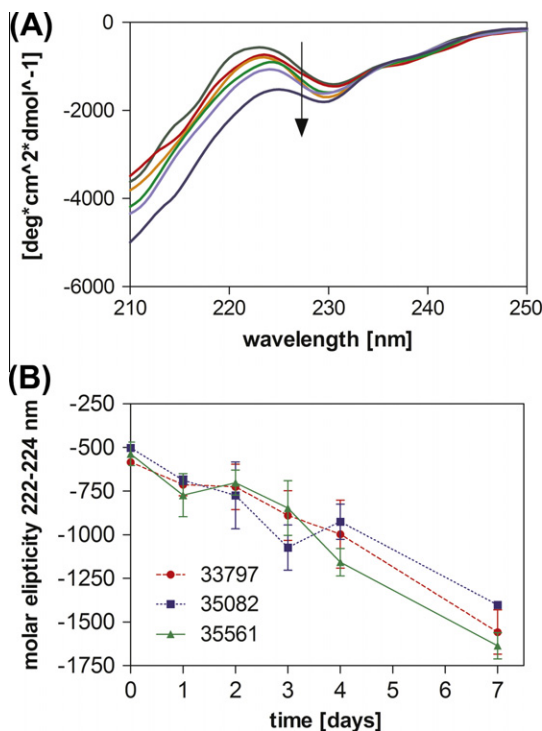 (A)
0
-2000
-4000
-6000
[deg*cm^2*dmol^-1]
210 220 230 240 250
wavelength [nm]
(B)
-250
-500
-750
-1000
-1250
-1500
-1750
molar elipticity 222-224 nm
33797
35082
35561
0 1 2 3 4 5 6 7
time [days]